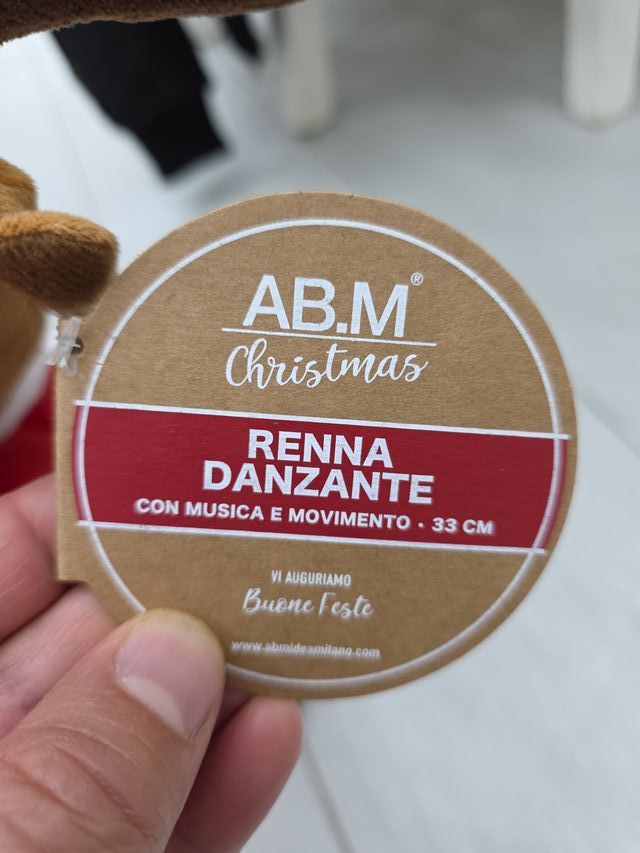 AB.M®
Christmas
RENNA
DANZANTE
CON MUSICA E MOVIMENTO • 33 CM
VI AUGURIAMO
Buone Feste
www.abmideamilano.com